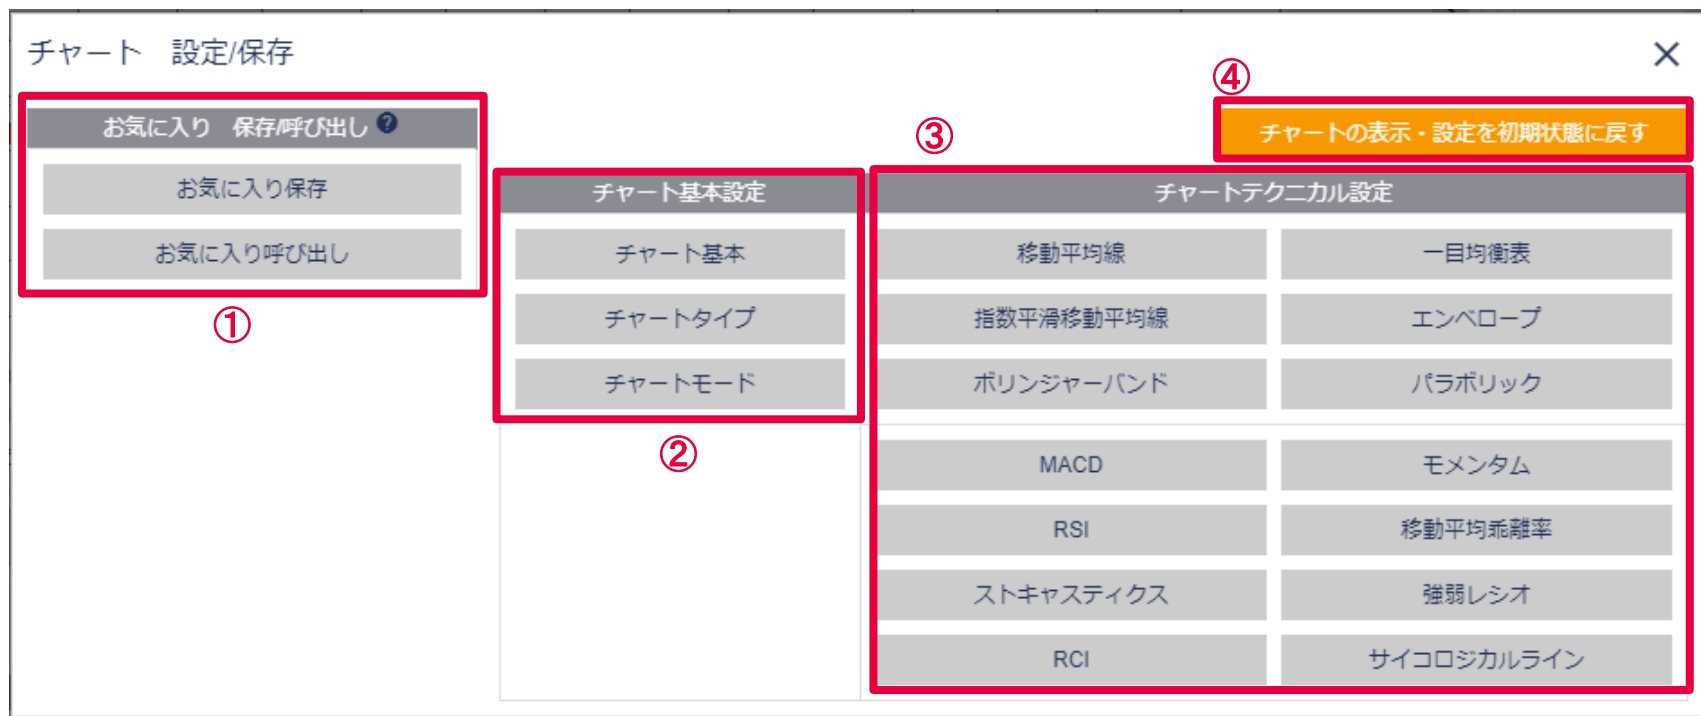 チャート　設定/保存
×
④
お気に入り　保存/呼び出し ?
③
チャートの表示・設定を初期状態に戻す
お気に入り保存
お気に入り呼び出し
①
チャート基本設定
チャート基本
チャートタイプ
チャートモード
②
チャートテクニカル設定
移動平均線
一目均衡表
指数平滑移動平均線
エンベロープ
ボリンジャーバンド
パラボリック
MACD
モメンタム
RSI
移動平均乖離率
ストキャスティクス
強弱レシオ
RCI
サイコロジカルライン